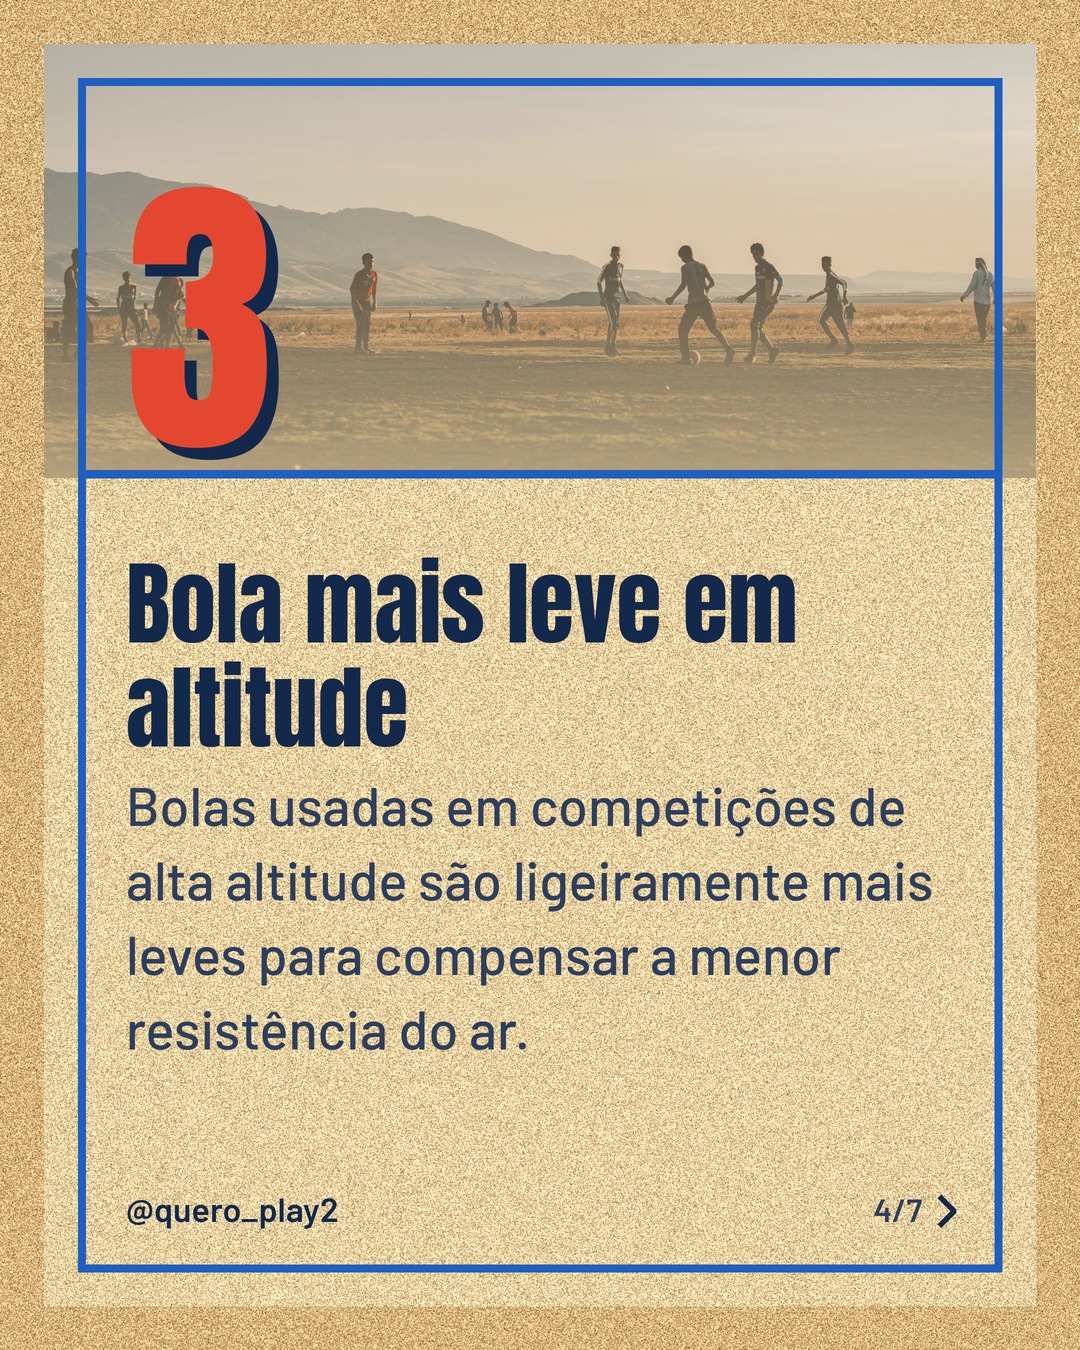 3
Bola mais leve em
altitude
Bolas usadas em competições de
alta altitude são ligeiramente mais
leves para compensar a menor
resistência do ar.
@quero_play2
4/7